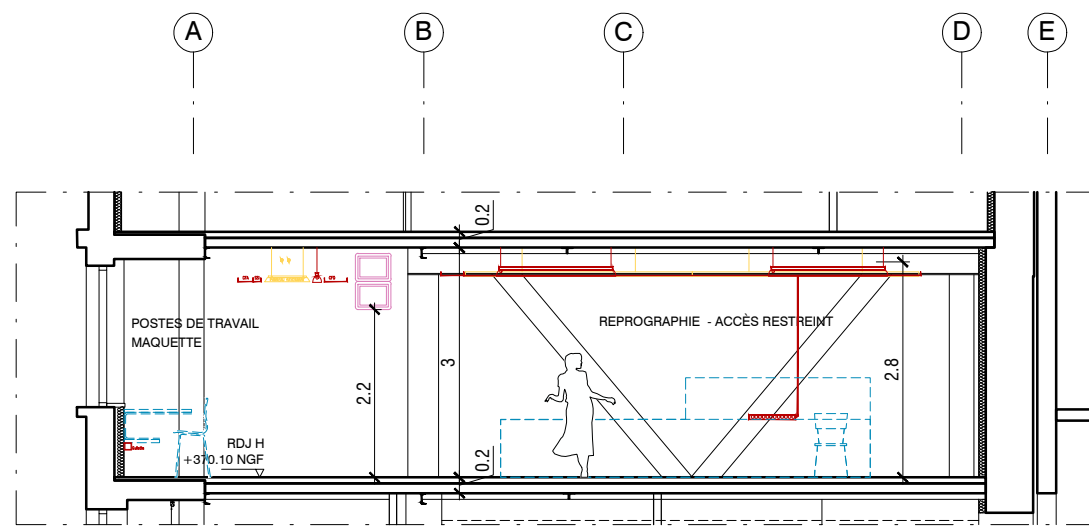 A B C D E
0.2
POSTES DE TRAVAIL
MAQUETTE
REPROGRAPHIE - ACCÈS RESTREINT
2.2
3
2.8
RDJ H
+370.10 NGF
0.2